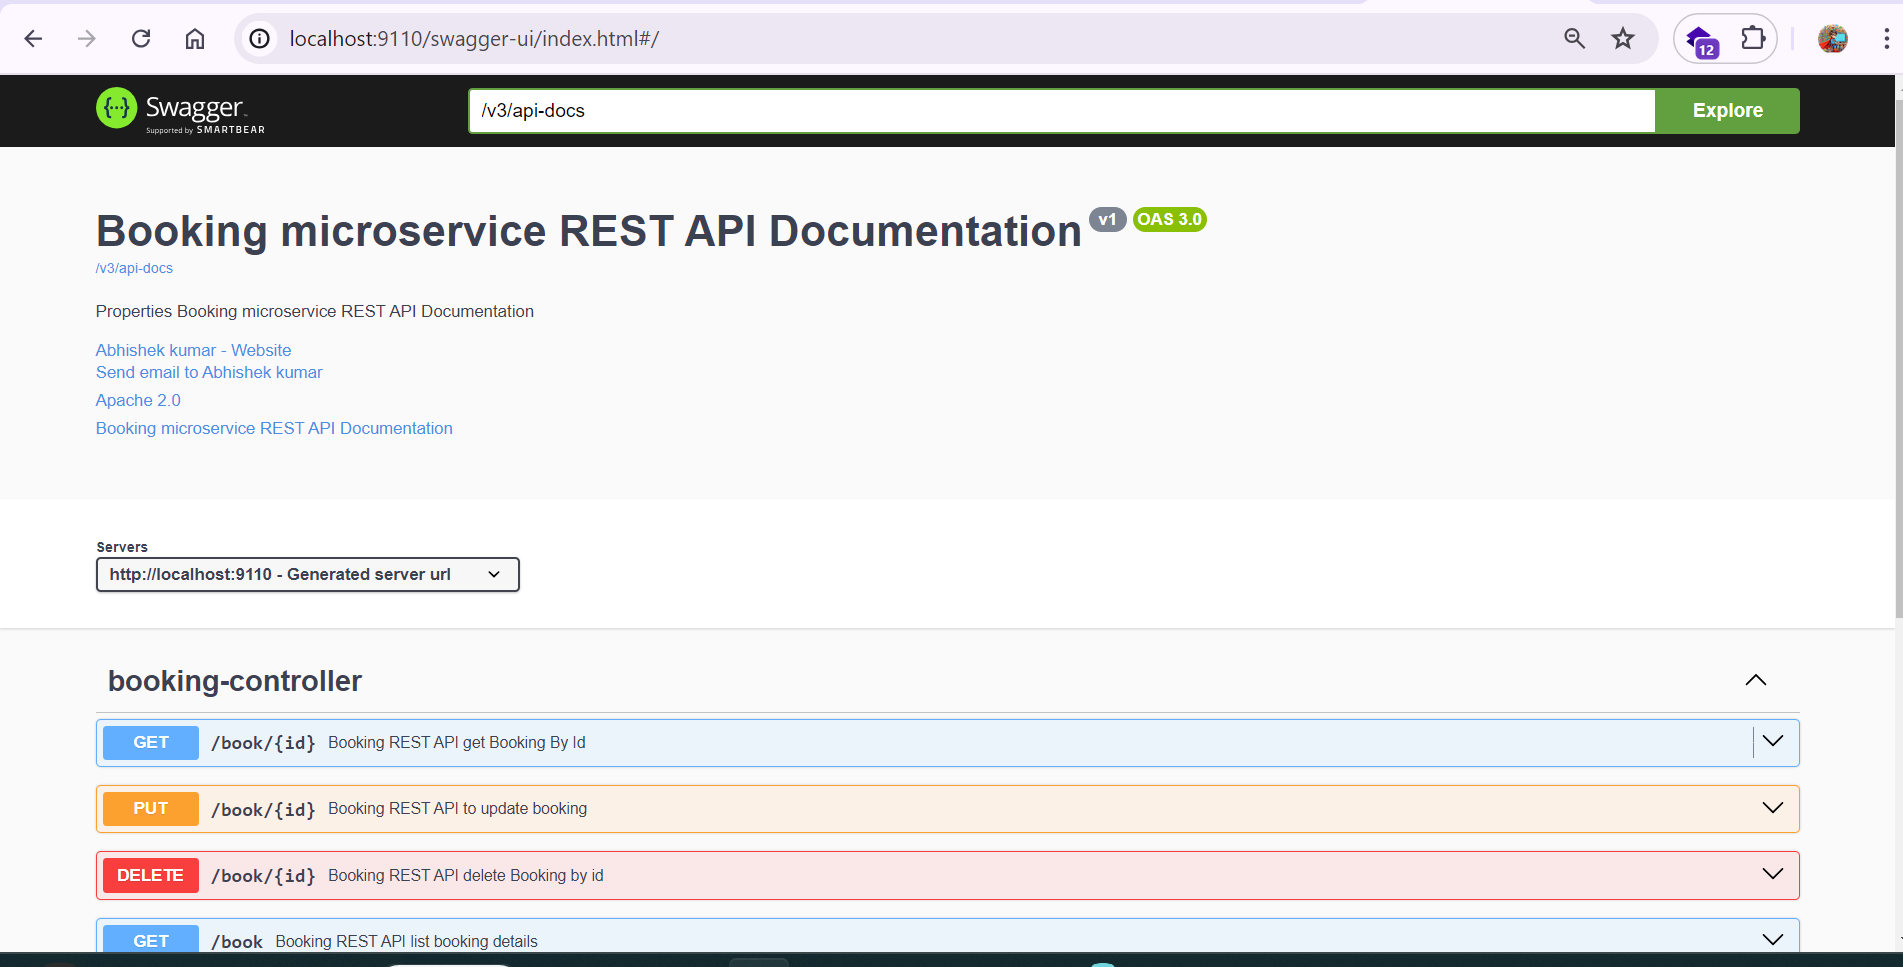 localhost:9110/swagger-ui/index.html#/
12
Swagger
Supported by SMARTBEAR
/v3/api-docs
Explore
Booking microservice REST API Documentation v1 OAS 3.0
/v3/api-docs
Properties Booking microservice REST API Documentation
Abhishek kumar - Website
Send email to Abhishek kumar
Apache 2.0
Booking microservice REST API Documentation
Servers
http://localhost:9110 - Generated server url
booking-controller
GET /book/{id} Booking REST API get Booking By Id
PUT /book/{id} Booking REST API to update booking
DELETE /book/{id} Booking REST API delete Booking by id
GET /book Booking REST API list booking details